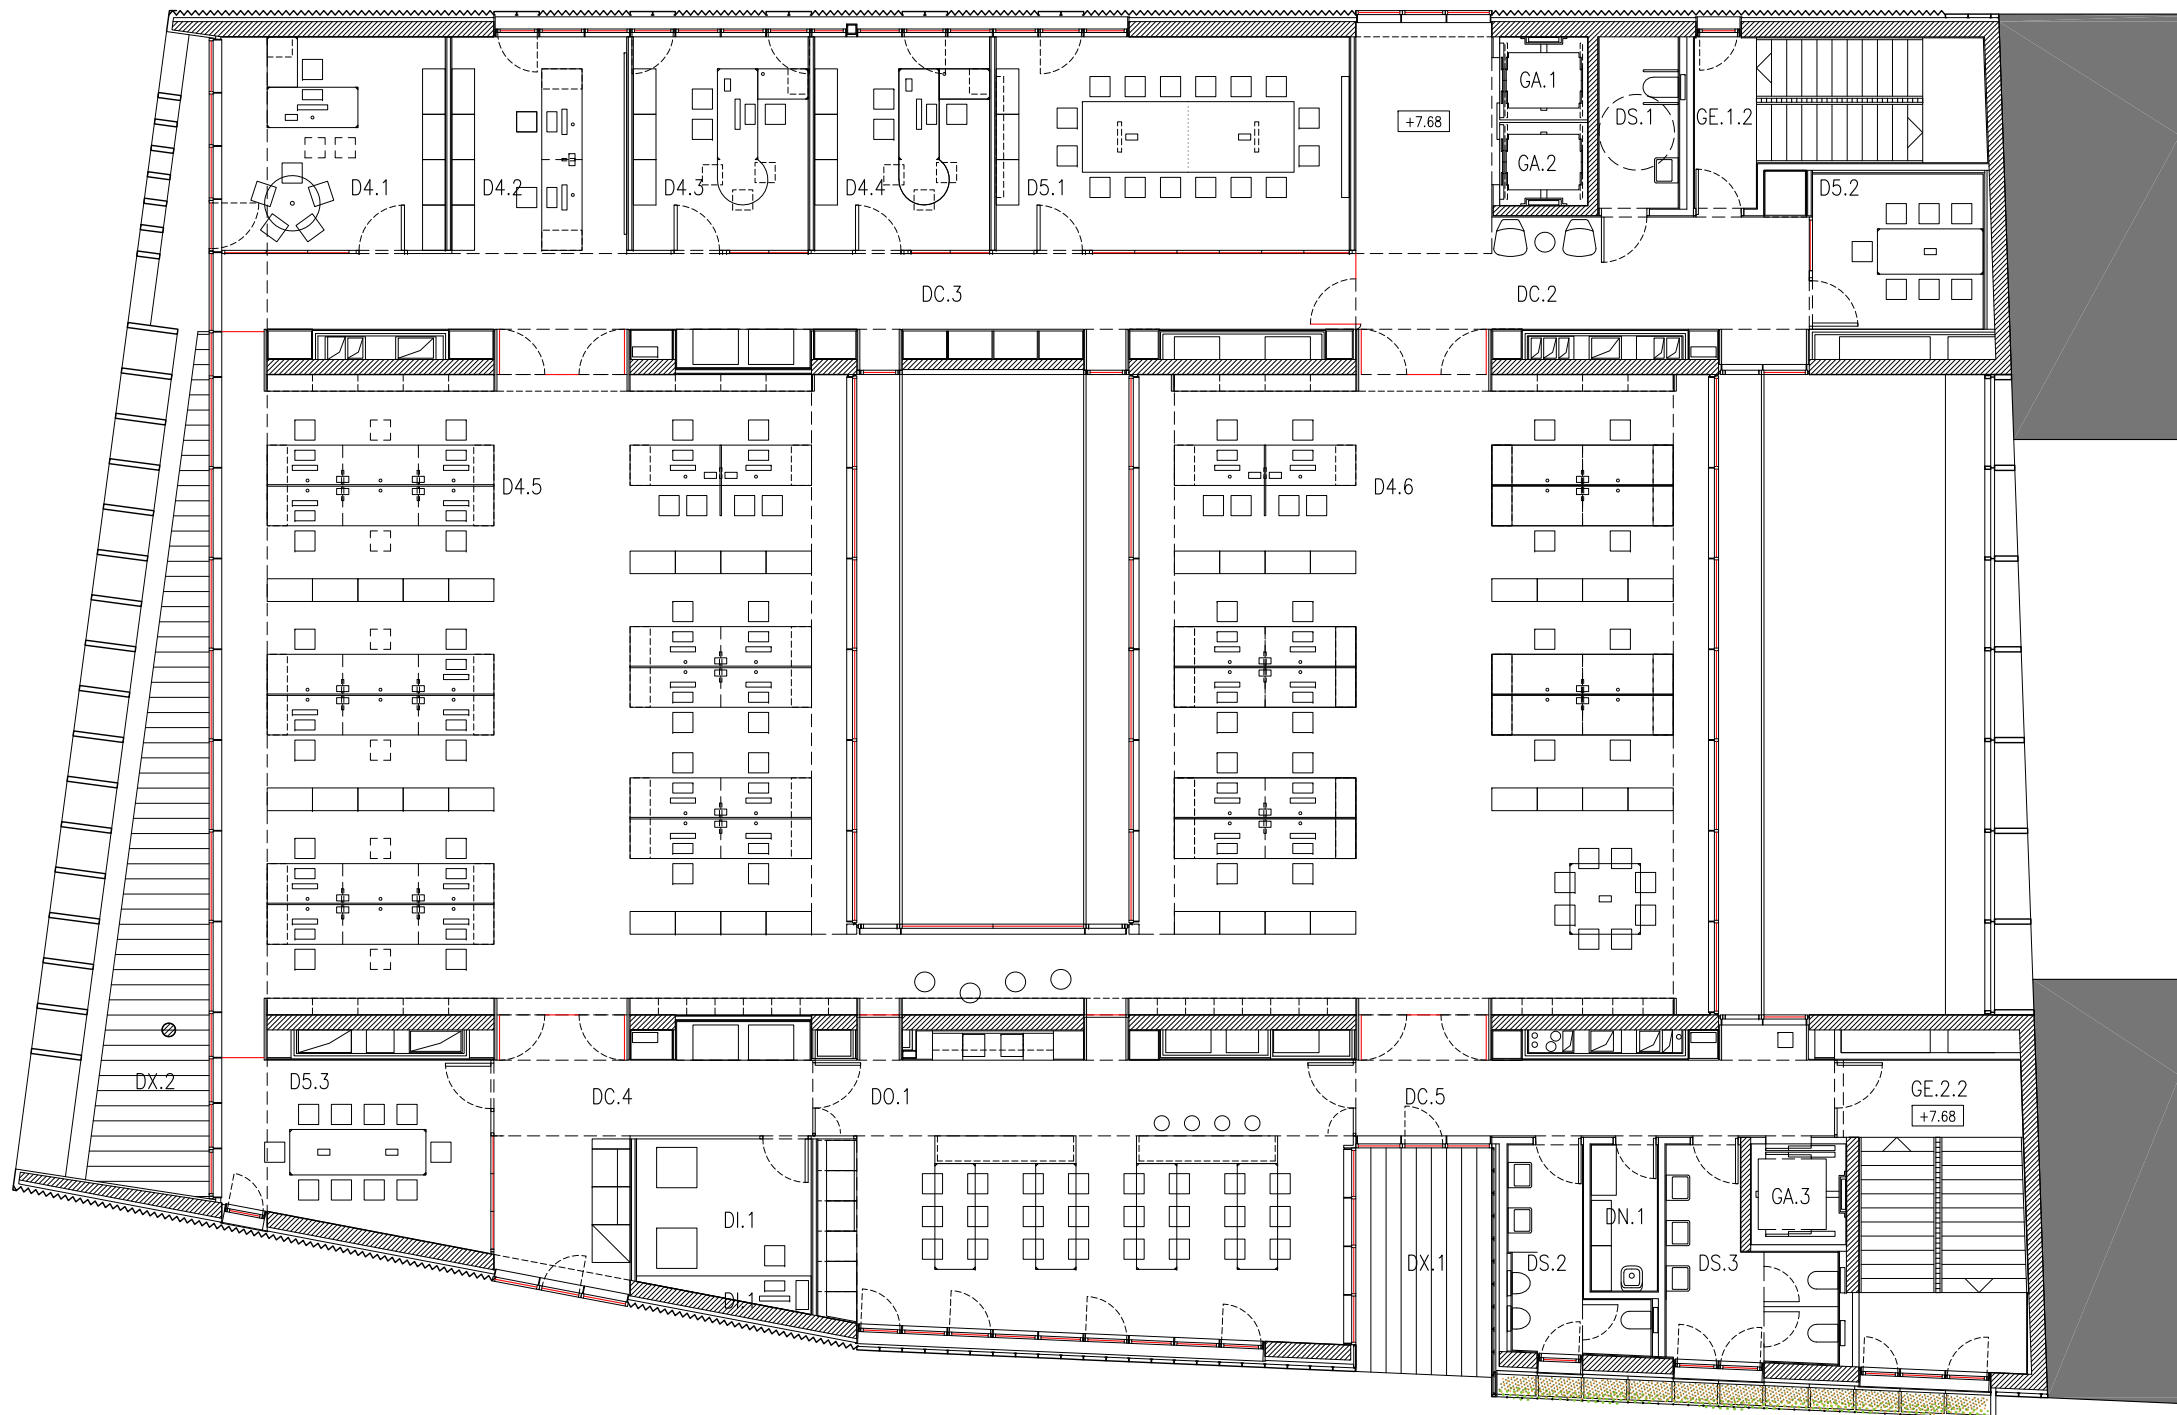 GA.1
+7.68
DS.1
GE.1.2
GA.2
D4.1
D4.2
D4.3
D4.4
D5.1
D5.2
DC.3
DC.2
D4.5
D4.6
DX.2
D5.3
DC.4
DO.1
DC.5
GE.2.2
+7.68
GA.3
DI.1
DN.1
DX.1
DS.2
DS.3
DI.1